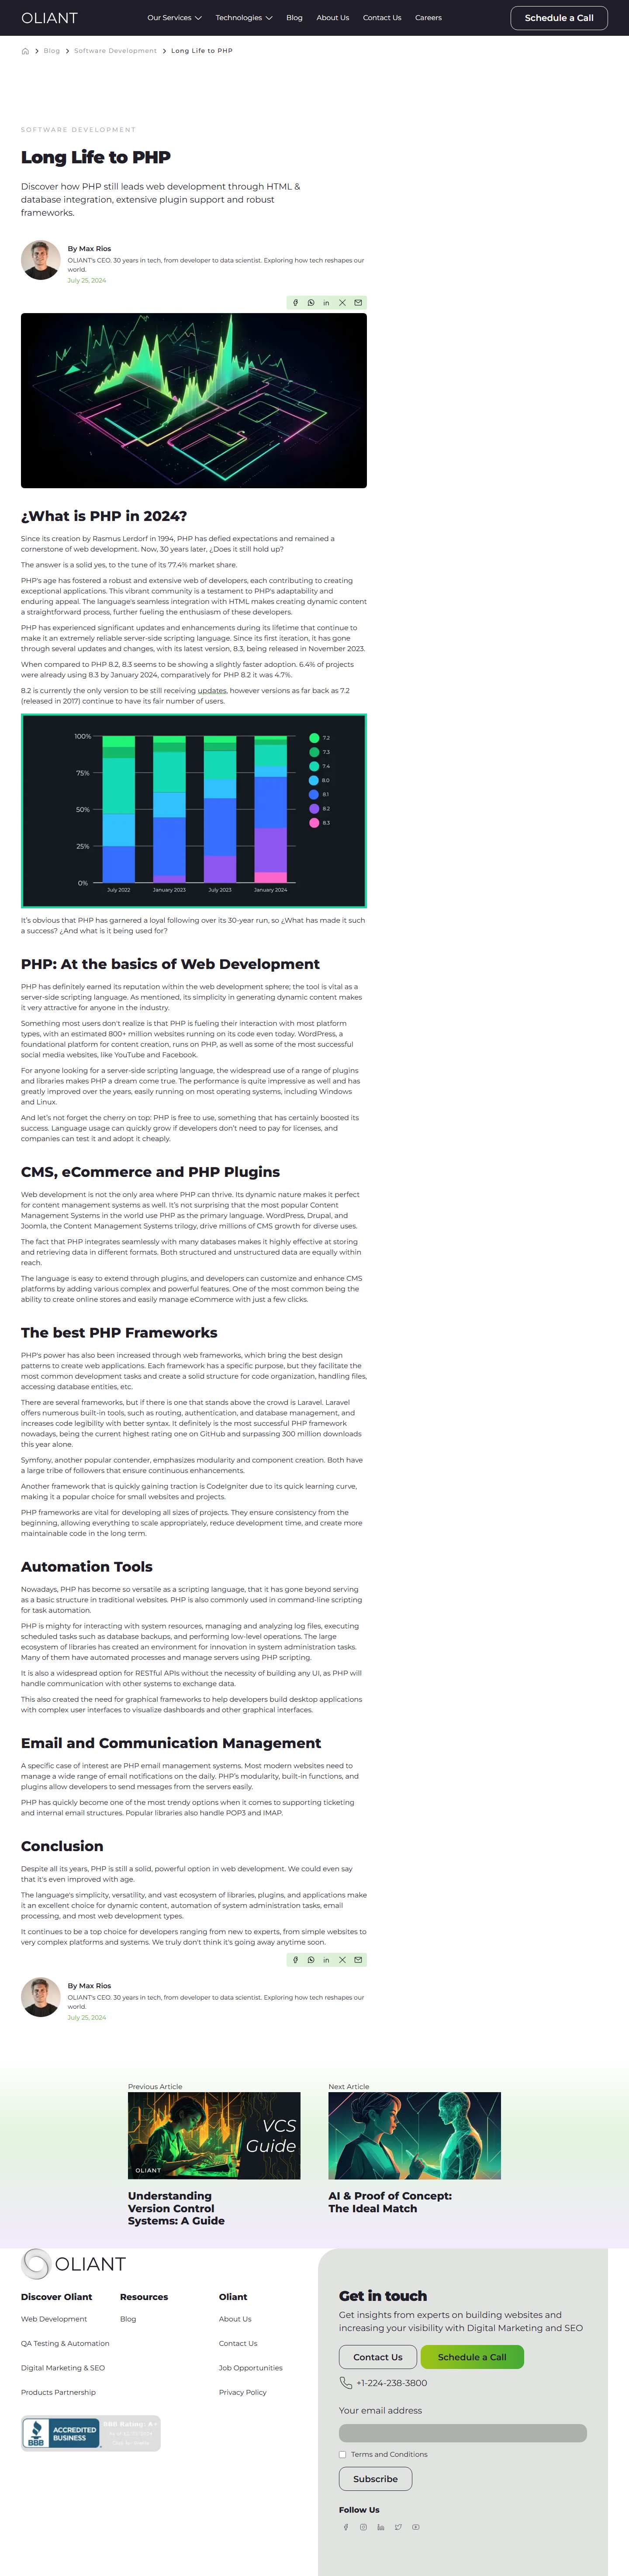 OLIANT
Our Services
Technologies
Blog
About Us
Contact Us
Careers
Schedule a Call
Blog
Software Development
Long Life to PHP
SOFTWARE DEVELOPMENT
Long Life to PHP
Discover how PHP still leads web development through HTML &
database integration, extensive plugin support and robust
frameworks.
By Max Rios
OLIANT's CEO. 30 years in tech, from developer to data scientist. Exploring how tech reshapes our
world.
July 25, 2024
¿What is PHP in 2024?
Since its creation by Rasmus Lerdorf in 1994, PHP has defied expectations and remained a
cornerstone of web development. Now, 30 years later, ¿Does it still hold up?
The answer is a solid yes, to the tune of its 77.4% market share.
PHP's age has fostered a robust and extensive web of developers, each contributing to creating
exceptional applications. This vibrant community is a testament to PHP's adaptability and
enduring appeal. The language's seamless integration with HTML makes creating dynamic content
a straightforward process, further fueling the enthusiasm of these developers.
PHP has experienced significant updates and enhancements during its lifetime that continue to
make it an extremely reliable server-side scripting language. Since its first iteration, it has gone
through several updates and changes, with its latest version, 8.3, being released in November 2023.
When compared to PHP 8.2, 8.3 seems to be showing a slightly faster adoption. 6.4% of projects
were already using 8.3 by January 2024, comparatively for PHP 8.2 it was 4.7%.
8.2 is currently the only version to be still receiving updates, however versions as far back as 7.2
(released in 2017) continue to have its fair number of users.
100%
75%
50%
25%
0%
July 2022
January 2023
July 2023
January 2024
7.2
7.3
7.4
8.0
8.1
8.2
8.3
It's obvious that PHP has garnered a loyal following over its 30-year run, so ¿What has made it such
a success? ¿And what is it being used for?
PHP: At the basics of Web Development
PHP has definitely earned its reputation within the web development sphere; the tool is vital as a
server-side scripting language. As mentioned, its simplicity in generating dynamic content makes
it very attractive for anyone in the industry.
Something most users don't realize is that PHP is fueling their interaction with most platform
types, with an estimated 800+ million websites running on its code even today. WordPress, a
foundational platform for content creation, runs on PHP, as well as some of the most successful
social media websites, like YouTube and Facebook.
For anyone looking for a server-side scripting language, the widespread use of a range of plugins
and libraries makes PHP a dream come true. The performance is quite impressive as well and has
greatly improved over the years, easily running on most operating systems, including Windows
and Linux.
And let's not forget the cherry on top: PHP is free to use, something that has certainly boosted its
success. Language usage can quickly grow if developers don't need to pay for licenses, and
companies can test it and adopt it cheaply.
CMS, eCommerce and PHP Plugins
Web development is not the only area where PHP can thrive. Its dynamic nature makes it perfect
for content management systems as well. It's not surprising that the most popular Content
Management Systems in the world use PHP as the primary language. WordPress, Drupal, and
Joomla, the Content Management Systems trilogy, drive millions of CMS growth for diverse uses.
The fact that PHP integrates seamlessly with many databases makes it highly effective at storing
and retrieving data in different formats. Both structured and unstructured data are equally within
reach.
The language is easy to extend through plugins, and developers can customize and enhance CMS
platforms by adding various complex and powerful features. One of the most common being the
ability to create online stores and easily manage eCommerce with just a few clicks.
The best PHP Frameworks
PHP's power has also been increased through web frameworks, which bring the best design
patterns to create web applications. Each framework has a specific purpose, but they facilitate the
most common development tasks and create a solid structure for code organization, handling files,
accessing database entities, etc.
There are several frameworks, but if there is one that stands above the crowd is Laravel. Laravel
offers numerous built-in tools, such as routing, authentication, and database management, and
increases code legibility with better syntax. It definitely is the most successful PHP framework
nowadays, being the current highest rating one on GitHub and surpassing 300 million downloads
this year alone.
Symfony, another popular contender, emphasizes modularity and component creation. Both have
a large tribe of followers that ensure continuous enhancements.
Another framework that is quickly gaining traction is CodeIgniter due to its quick learning curve,
making it a popular choice for small websites and projects.
PHP frameworks are vital for developing all sizes of projects. They ensure consistency from the
beginning, allowing everything to scale appropriately, reduce development time, and create more
maintainable code in the long term.
Automation Tools
Nowadays, PHP has become so versatile as a scripting language, that it has gone beyond serving
as a basic structure in traditional websites. PHP is also commonly used in command-line scripting
for task automation.
PHP is mighty for interacting with system resources, managing and analyzing log files, executing
scheduled tasks such as database backups, and performing low-level operations. The large
ecosystem of libraries has created an environment for innovation in system administration tasks.
Many of them have automated processes and manage servers using PHP scripting.
It is also a widespread option for RESTful APIs without the necessity of building any UI, as PHP will
handle communication with other systems to exchange data.
This also created the need for graphical frameworks to help developers build desktop applications
with complex user interfaces to visualize dashboards and other graphical interfaces.
Email and Communication Management
A specific case of interest are PHP email management systems. Most modern websites need to
manage a wide range of email notifications on the daily. PHP's modularity, built-in functions, and
plugins allow developers to send messages from the servers easily.
PHP has quickly become one of the most trendy options when it comes to supporting ticketing
and internal email structures. Popular libraries also handle POP3 and IMAP.
Conclusion
Despite all its years, PHP is still a solid, powerful option in web development. We could even say
that it's even improved with age.
The language's simplicity, versatility, and vast ecosystem of libraries, plugins, and applications make
it an excellent choice for dynamic content, automation of system administration tasks, email
processing, and most web development types.
It continues to be a top choice for developers ranging from new to experts, from simple websites to
very complex platforms and systems. We truly don't think it's going away anytime soon.
By Max Rios
OLIANT's CEO. 30 years in tech, from developer to data scientist. Exploring how tech reshapes our
world.
July 25, 2024
Previous Article
VCS
Guide
OLIANT
Understanding
Version Control
Systems: A Guide
Next Article
AI & Proof of Concept:
The Ideal Match
OLIANT
Discover Oliant
Web Development
QA Testing & Automation
Digital Marketing & SEO
Products Partnership
Resources
Blog
Oliant
About Us
Contact Us
Job Opportunities
Privacy Policy
BBB
ACCREDITED
BUSINESS
BBB Rating: A+
Get in touch
Get insights from experts on building websites and
increasing your visibility with Digital Marketing and SEO
Contact Us
Schedule a Call
+1-224-238-3800
Your email address
Terms and Conditions
Subscribe
Follow Us